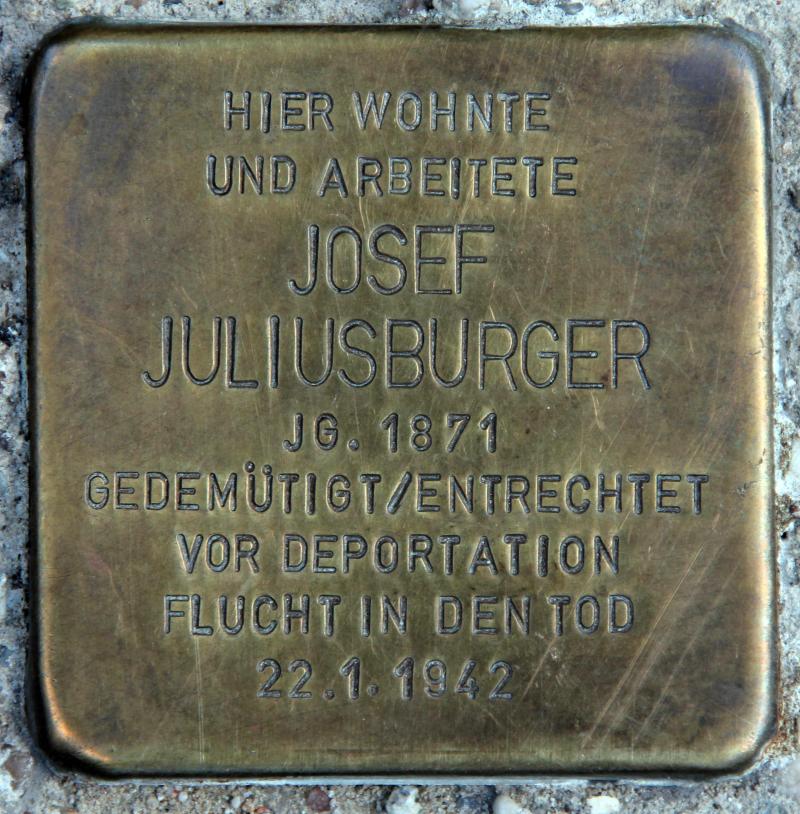 HIER WOHNTE
UND ARBEITETE
JOSEF
JULIUSBURGER
JG. 1871
GEDEMÜTIGT/ENTRECHTET
VOR DEPORTATION
FLUCHT IN DEN TOD
22.1.1942